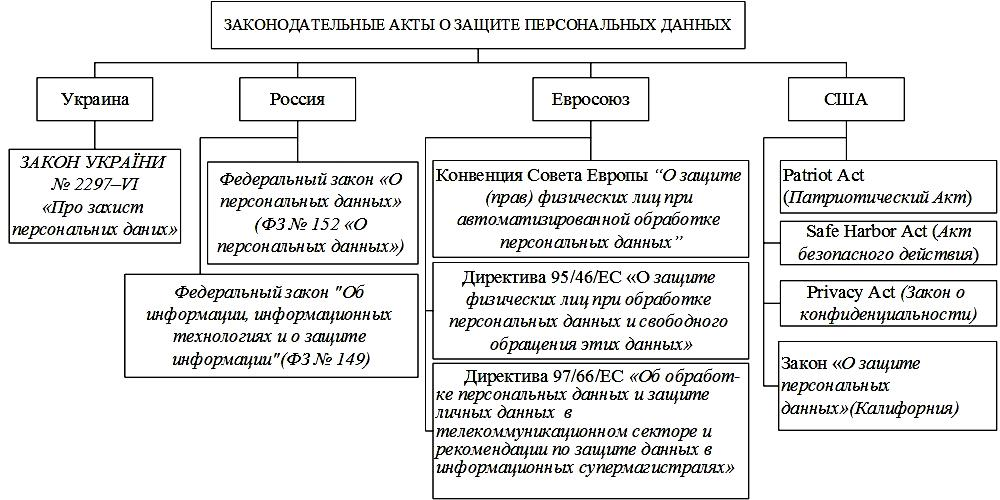 ЗАКОНОДАТЕЛЬНЫЕ АКТЫ О ЗАЩИТЕ ПЕРСОНАЛЬНЫХ ДАННЫХ
Украина
ЗАКОН УКРАЇНИ
№ 2297–VI
«Про захист
персональних даних»
Россия
Федеральный закон «О
персональных данных»
(ФЗ № 152 «О
персональных данных»)
Федеральный закон "Об
информации, информационных
технологиях и о защите
информации"(ФЗ № 149)
Евросоюз
Конвенция Совета Европы “О защите
(прав) физических лиц при
автоматизированной обработке
персональных данных”
Директива 95/46/ЕС «О защите
физических лиц при обработке
персональных данных и свободного
обращения этих данных»
Директива 97/66/ЕС «Об обработ-
ке персональных данных и защите
личных данных в
телекоммуникационном секторе и
рекомендации по защите данных в
информационных супермагистралях»
США
Patriot Act
(Патриотический Акт)
Safe Harbor Act (Акт
безопасного действия)
Privacy Act (Закон о
конфиденциальности)
Закон «О защите
персональных
данных»(Калифорния)